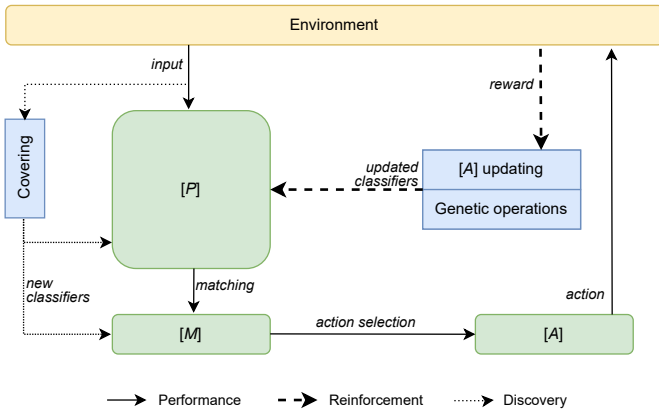 Environment
input
reward
Covering
[P]
updated
classifiers
[A] updating
Genetic operations
new
classifiers
matching
action
[M]
action selection
[A]
Performance
Reinforcement
Discovery